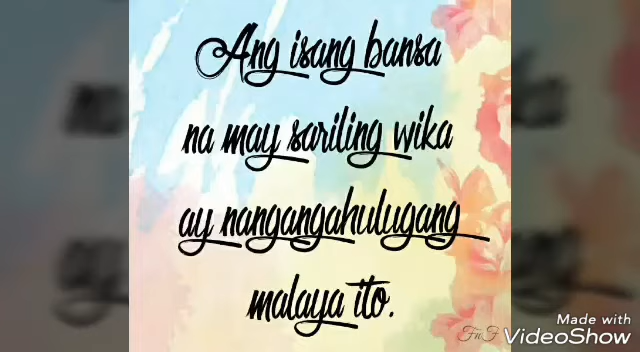 Ang isang bansa
na may sariling wika
ay nangangahulugang
malaya ito.
Made with
VideoShow